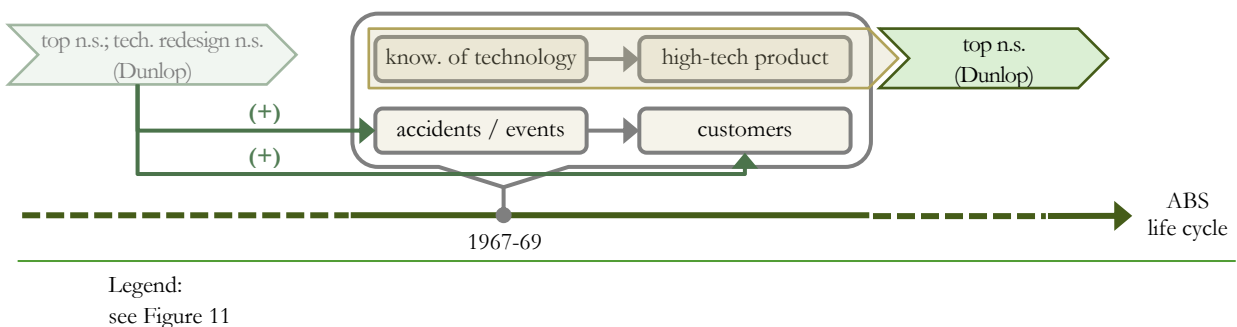 top n.s.; tech. redesign n.s.
(Dunlop)
know. of technology
high-tech product
top n.s.
(Dunlop)
(+)
accidents / events
customers
(+)
1967-69
ABS
life cycle
Legend:
see Figure 11